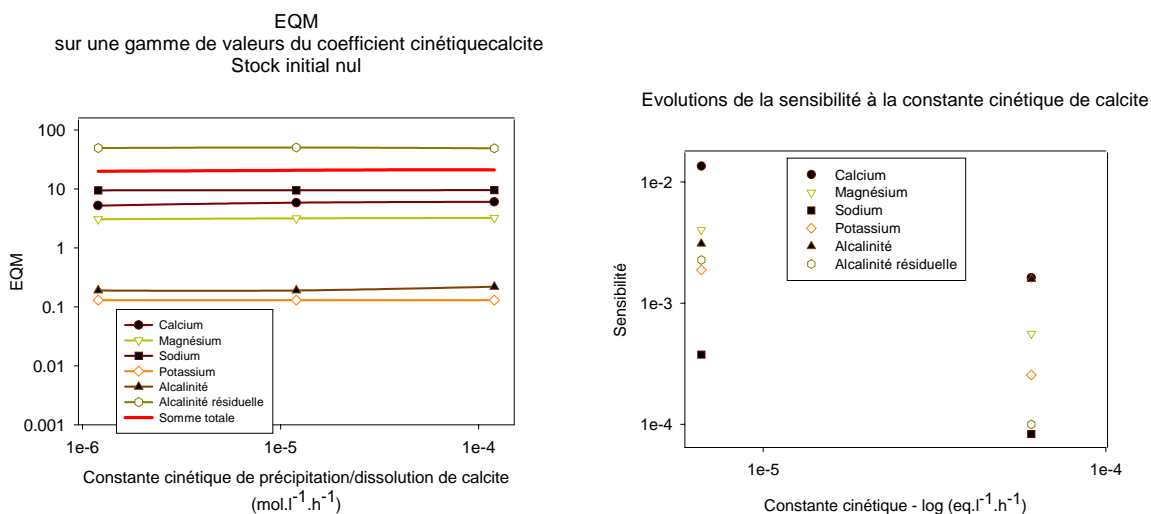 EQM
sur une gamme de valeurs du coefficient cinétiquecalcite
Stock initial nul
EQM
100
10
1
0.1
0.01
0.001
Calcium
Magnésium
Sodium
Potassium
Alcalinité
Alcalinité résiduelle
Somme totale
1e-6
1e-5
1e-4
Constante cinétique de précipitation/dissolution de calcite
(mol.l-1.h-1)
Evolutions de la sensibilité à la constante cinétique de calcite
Sensibilité
1e-2
1e-3
1e-4
Calcium
Magnésium
Sodium
Potassium
Alcalinité
Alcalinité résiduelle
1e-5
1e-4
Constante cinétique - log (eq.l-1.h-1)